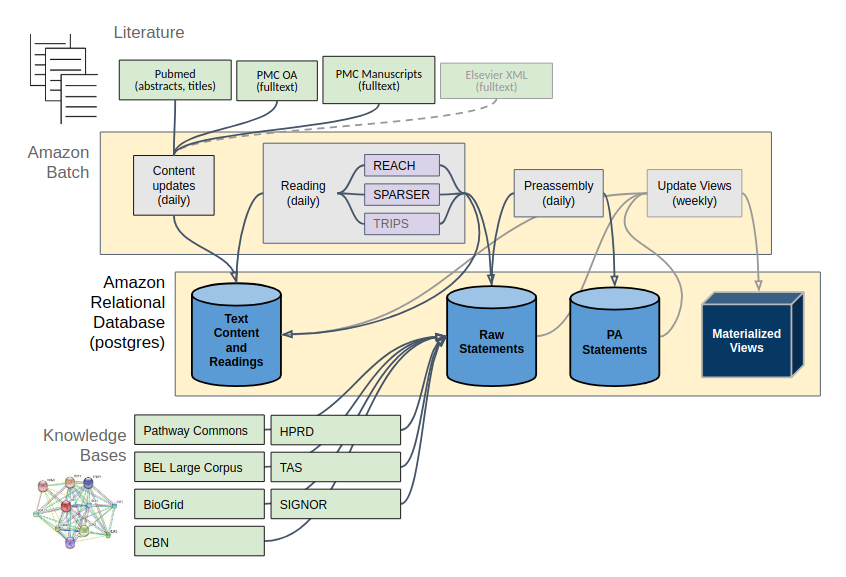 Literature
Pubmed
(abstracts, titles)
PMC OA
(fulltext)
PMC Manuscripts
(fulltext)
Elsevier XML
(fulltext)
Amazon
Batch
Content
updates
(daily)
Reading
(daily)
REACH
SPARSER
TRIPS
Preassembly
(daily)
Update Views
(weekly)
Amazon
Relational
Database
(postgres)
Text
Content
and
Readings
Raw
Statements
PA
Statements
Materialized
Views
Knowledge
Bases
Pathway Commons
HPRD
BEL Large Corpus
TAS
BioGrid
SIGNOR
CBN